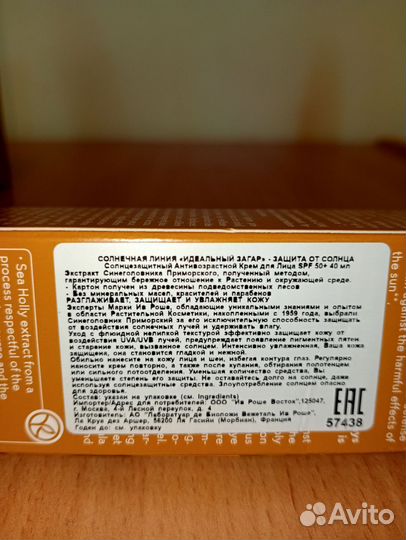 СОЛНЕЧНАЯ ЛИНИЯ «ИДЕАЛЬНЫЙ ЗАГАР» - ЗАЩИТА ОТ СОЛНЦА
Солнцезащитный Антивозрастной Крем для Лица SPF 50+ 40 мл
Экстракт Синеголовника Приморского, полученный методом,
гарантирующим бережное отношение к Растению и окружающей среде.
- Картон получен из древесины подведомственных лесов
- Без минеральных масел, красителей и парабенов
РАЗГЛАЖИВАЕТ, ЗАЩИЩАЕТ И УВЛАЖНЯЕТ КОЖУ
Эксперты Марки Ив Роше, обладающие уникальными знаниями и опытом
в области Растительной Косметики, накопленных с 1959 года, выбрали
Синеголовник Приморский за его исключительную способность защищать
от воздействия солнечных лучей и удерживать влагу.
Уход с флюидной нелипкой текстурой эффективно защищает кожу от
воздействия UVA/UVB лучей, предупреждает появление пигментных пятен
и старение кожи, вызванное солнцем. Интенсивно увлажненная, Ваша кожа
защищена, она становится гладкой и нежной.
Обильно нанесите на кожу лица и шеи, избегая контура глаз. Регулярно
наносите крем повторно, а также после купания, обтирания полотенцем
или сильного потоотделения. Уменьшая это количество средства, Вы
уменьшаете степень его защиты. Не оставайтесь долго на солнце, даже
используя солнцезащитные средства. Злоупотребление солнцем опасно
для здоровья.
Состав: указан на упаковке (см. Ingredients)
Импортер/Адрес для потребителей: ООО "Ив Роше Восток",125047,
г. Москва, 4-й Лесной переулок, д. 4
Изготовитель: АО "Лаборатуар де Биоложи Вежеталь Ив Роше",
Ла Круа дез Аршер, 56200 Ля Гасийи (Морбиан), Франция
Годен до: см. упаковку
EAC
57438
• Sea Holly extract from a
process respectful of the
and the
the sun
against
the harmful effects of
Avito